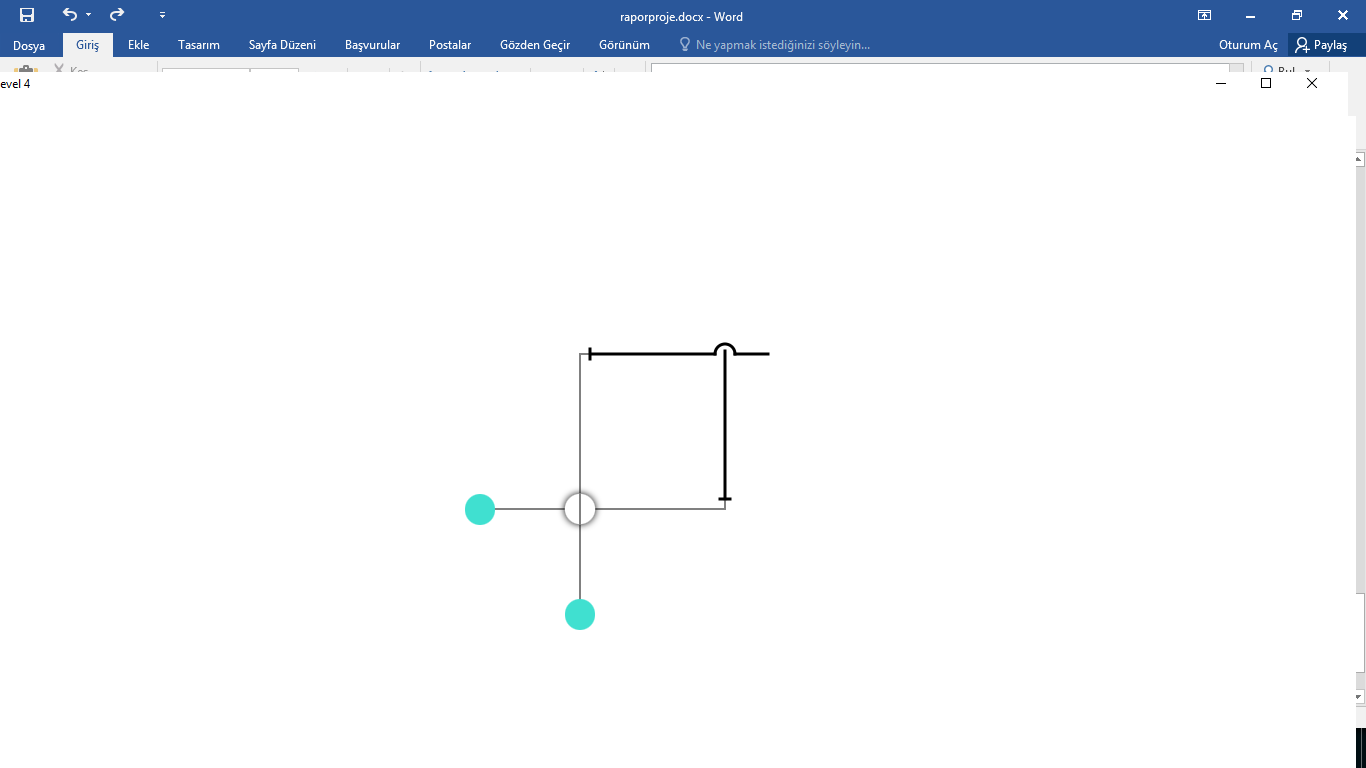 raporproje.docx - Word
Dosya Giriş Ekle Tasarım Sayfa Düzeni Başvurular Postalar Gözden Geçir Görünüm Ne yapmak istediğinizi söyleyin... Oturum Aç Paylaş
evel 4